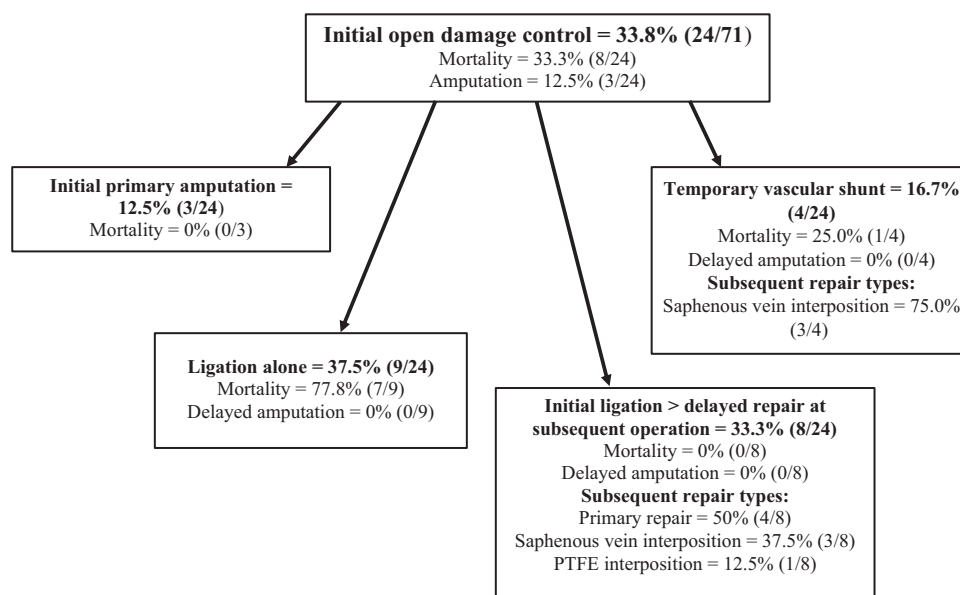 Initial open damage control = 33.8% (24/71)
Mortality = 33.3% (8/24)
Amputation = 12.5% (3/24)
Initial primary amputation =
12.5% (3/24)
Mortality = 0% (0/3)
Ligation alone = 37.5% (9/24)
Mortality = 77.8% (7/9)
Delayed amputation = 0% (0/9)
Initial ligation > delayed repair at
subsequent operation = 33.3% (8/24)
Mortality = 0% (0/8)
Delayed amputation = 0% (0/8)
Subsequent repair types:
Primary repair = 50% (4/8)
Saphenous vein interposition = 37.5% (3/8)
PTFE interposition = 12.5% (1/8)
Temporary vascular shunt = 16.7%
(4/24)
Mortality = 25.0% (1/4)
Delayed amputation = 0% (0/4)
Subsequent repair types:
Saphenous vein interposition = 75.0%
(3/4)